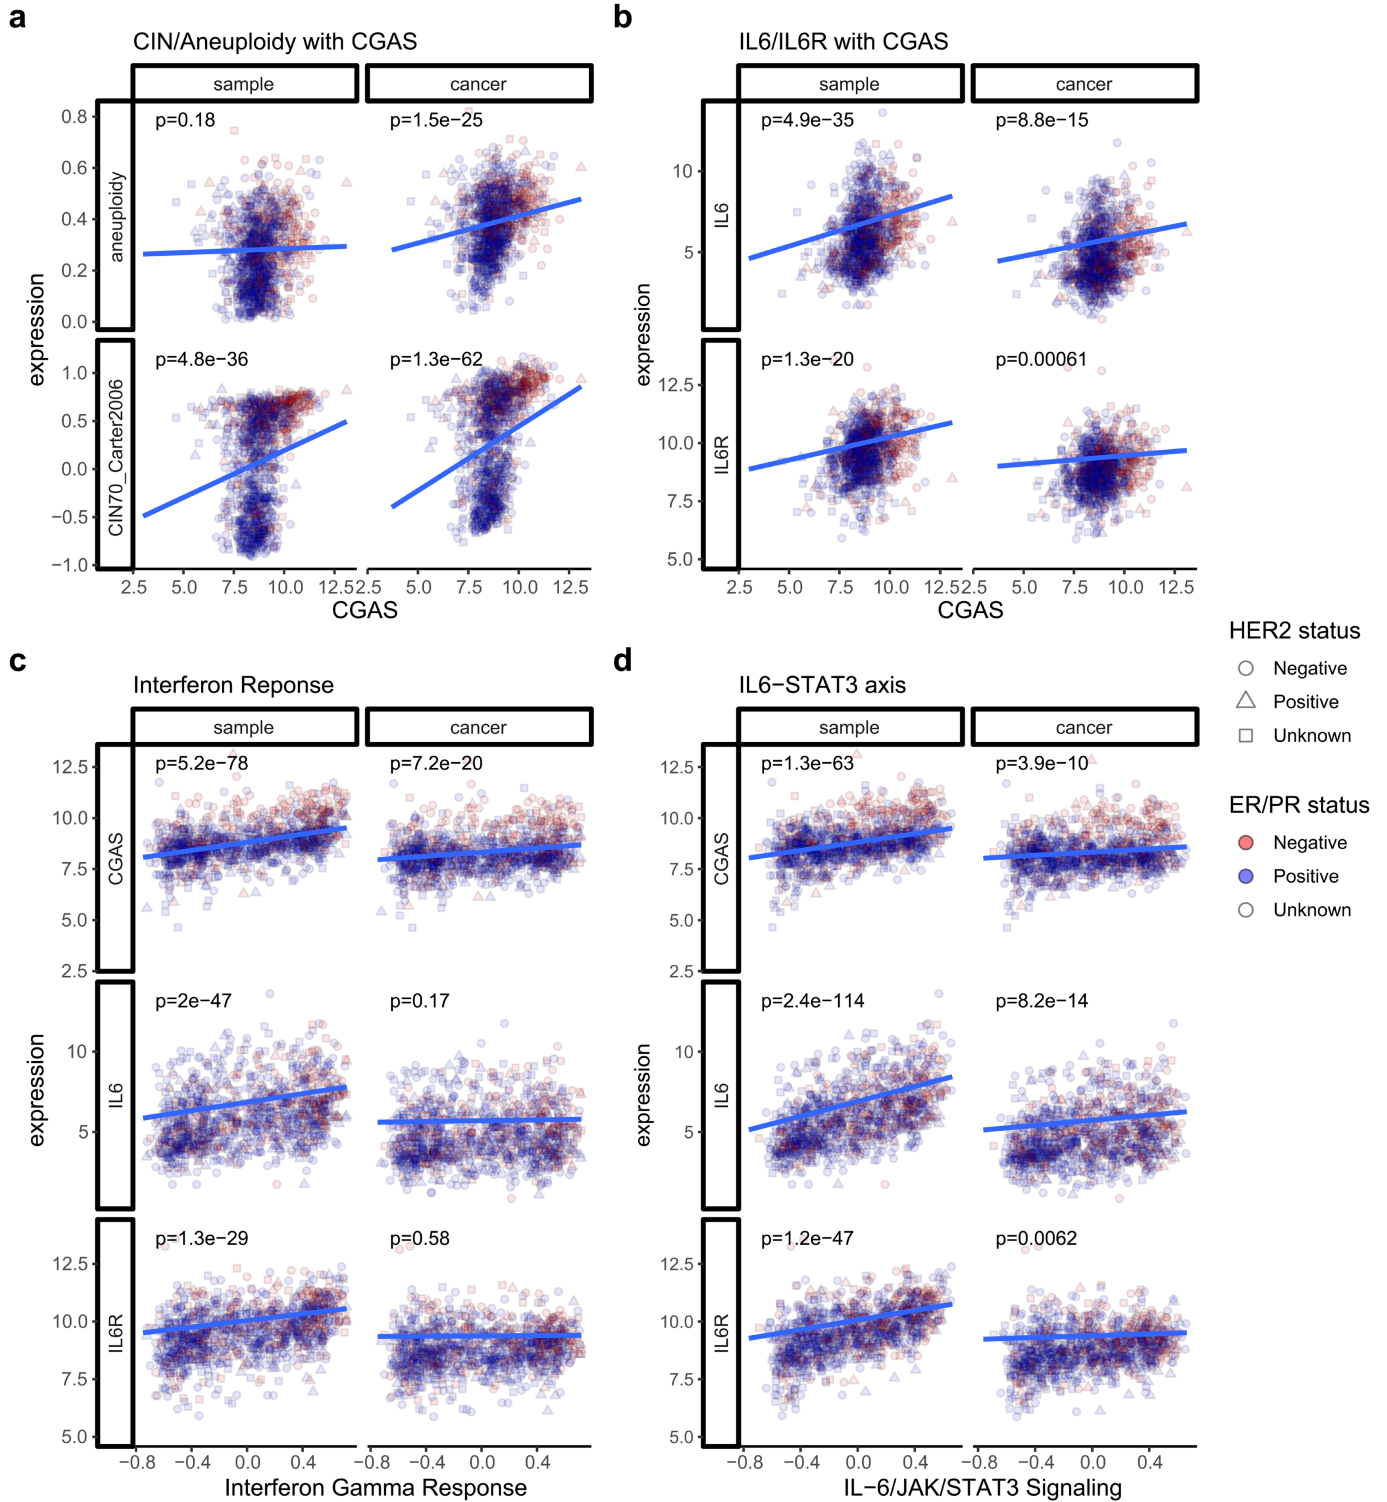 a
CIN/Aneuploidy with CGAS
sample
cancer
aneuploidy
p=0.18
p=1.5e−25
0.8
0.6
0.4
0.2
0.0
expression
CIN70_Carter2006
p=4.8e−36
p=1.3e−62
1.0
0.5
0.0
−0.5
−1.0
2.5 5.0 7.5 10.0 12.5 2.5 5.0 7.5 10.0 12.5
CGAS
b
IL6/IL6R with CGAS
sample
cancer
IL6
p=4.9e−35
p=8.8e−15
10
5
expression
IL6R
p=1.3e−20
p=0.00061
12.5
10.0
7.5
5.0
2.5 5.0 7.5 10.0 12.5 2.5 5.0 7.5 10.0 12.5
CGAS
HER2 status
Negative
Positive
Unknown
ER/PR status
Negative
Positive
Unknown
c
Interferon Reponse
sample
cancer
CGAS
p=5.2e−78
p=7.2e−20
12.5
10.0
7.5
5.0
2.5
expression
IL6
p=2e−47
p=0.17
10
5
IL6R
p=1.3e−29
p=0.58
12.5
10.0
7.5
5.0
−0.8 −0.4 0.0 0.4 −0.8 −0.4 0.0 0.4
Interferon Gamma Response
d
IL6−STAT3 axis
sample
cancer
CGAS
p=1.3e−63
p=3.9e−10
12.5
10.0
7.5
5.0
2.5
expression
IL6
p=2.4e−114
p=8.2e−14
10
5
IL6R
p=1.2e−47
p=0.0062
12.5
10.0
7.5
5.0
−0.8 −0.4 0.0 0.4 −0.8 −0.4 0.0 0.4
IL−6/JAK/STAT3 Signaling